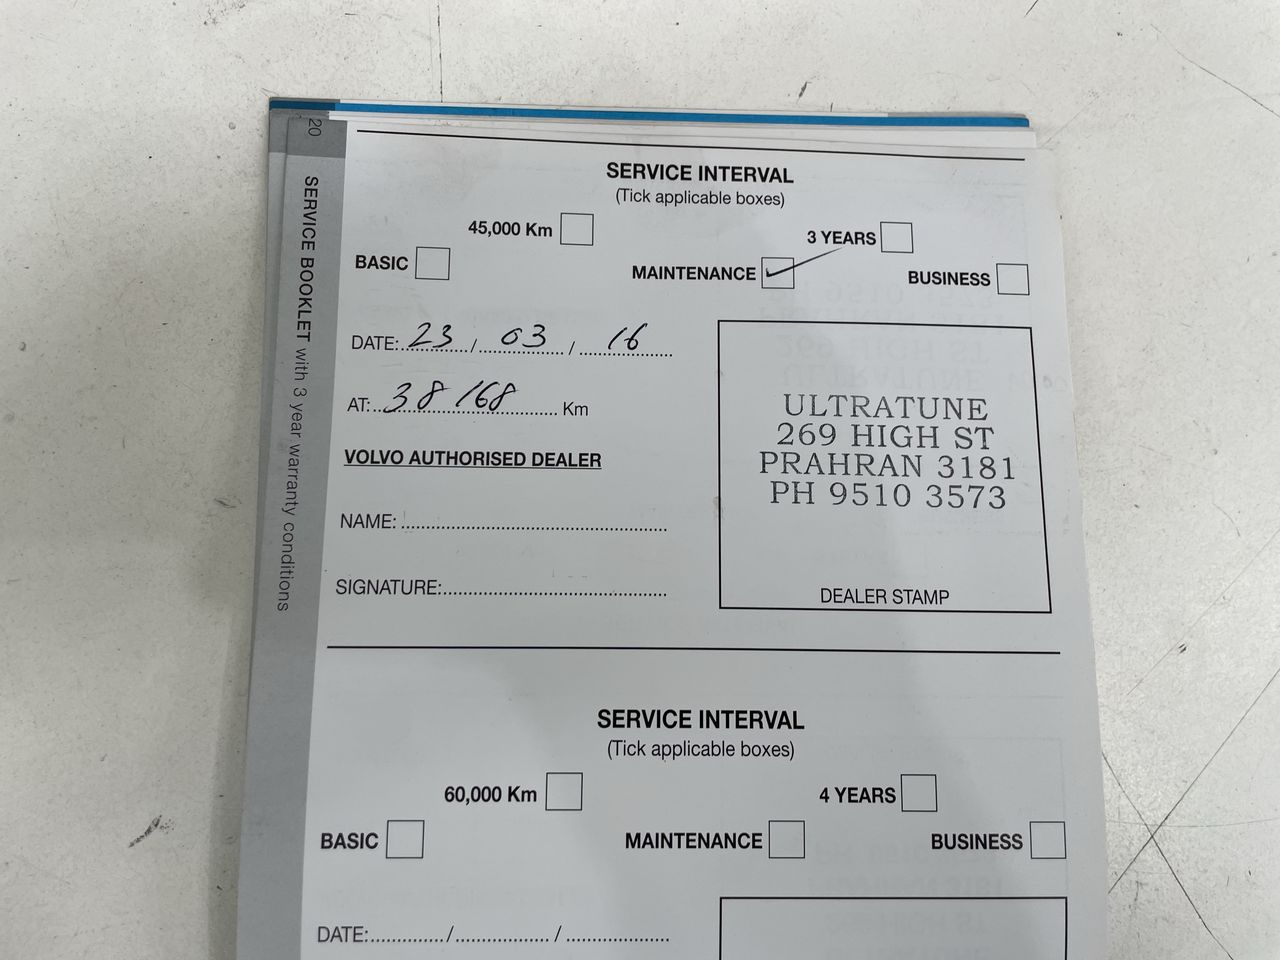 20
SERVICE BOOKLET with 3 year warranty conditions
SERVICE INTERVAL
(Tick applicable boxes)
45,000 Km
3 YEARS
BASIC
MAINTENANCE
BUSINESS
DATE: 23 / 03 / 16
AT: 38168 Km
VOLVO AUTHORISED DEALER
NAME:
SIGNATURE:
ULTRATUNE
269 HIGH ST
PRAHRAN 3181
PH 9510 3573
DEALER STAMP
SERVICE INTERVAL
(Tick applicable boxes)
60,000 Km
4 YEARS
BASIC
MAINTENANCE
BUSINESS
DATE: / /